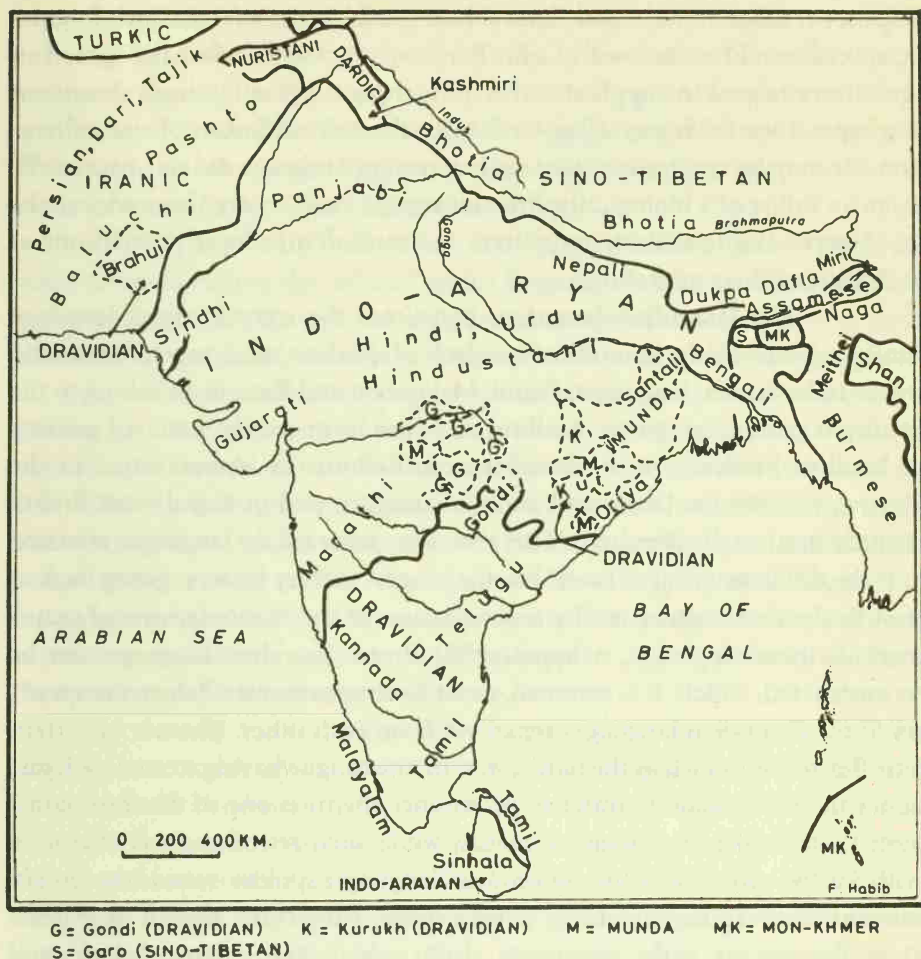 TURKIC
NURISTANI
DARDIC
Kashmiri
Persian, Dari, Tajik
Pashto
IRANIC
Indus
Bhotia
SINO-TIBETAN
Panjabi
Baluchi
Brahui
Bhotia Brahmaputra
Ganga
Nepali
Miri
Dukpa Dafla
Assamese
Naga
S MK
DRAVIDIAN
Sindhi
INDO-ARYAN
Hindi-Urdu
Hindustani
Bengali
Meithei
Shan
Burmese
Santali
(MUNDA)
Gujarati
G
G
G
M
G
G
K
M
Kurukh
M
Oriya
Gondi
Marathi
DRAVIDIAN
Telugu
DRAVIDIAN
Kannada
BAY OF
BENGAL
ARABIAN SEA
Tamil
Malayalam
Tamil
Sinhala
INDO-ARAYAN
0 200 400KM.
MK
F. Habib
G= Gondi (DRAVIDIAN) K = Kurukh (DRAVIDIAN) M = MUNDA MK= MON-KHMER
S = Garo (SINO-TIBETAN)